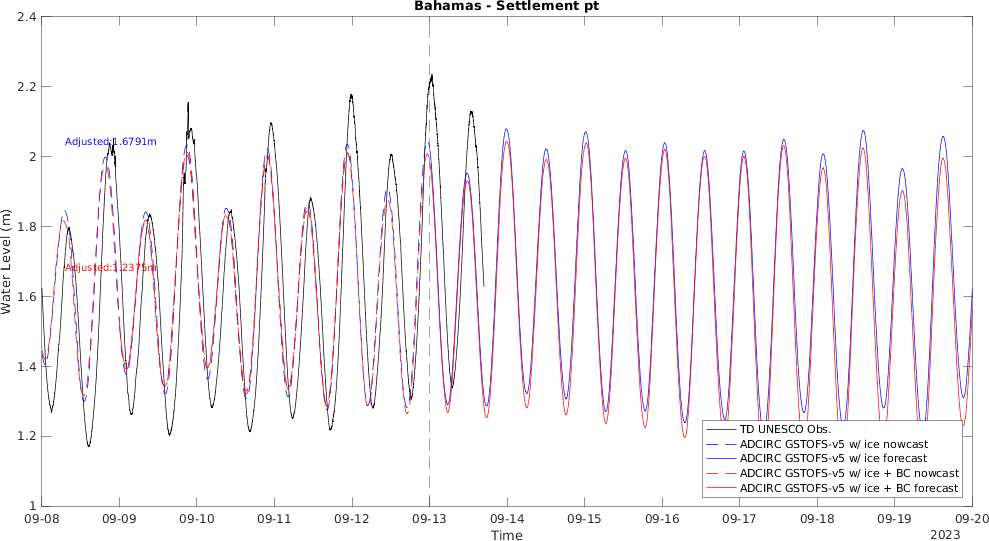 Bahamas - Settlement pt
Water Level (m)
2.4
2.2
2
1.8
1.6
1.4
1.2
1
Adjusted:1.6791m
Adjusted:1.2375m
TD UNESCO Obs.
ADCIRC GSTOFS-v5 w/ ice nowcast
ADCIRC GSTOFS-v5 w/ ice forecast
ADCIRC GSTOFS-v5 w/ ice + BC nowcast
ADCIRC GSTOFS-v5 w/ ice + BC forecast
09-08 09-09 09-10 09-11 09-12 09-13 09-14 09-15 09-16 09-17 09-18 09-19 09-20
Time
2023